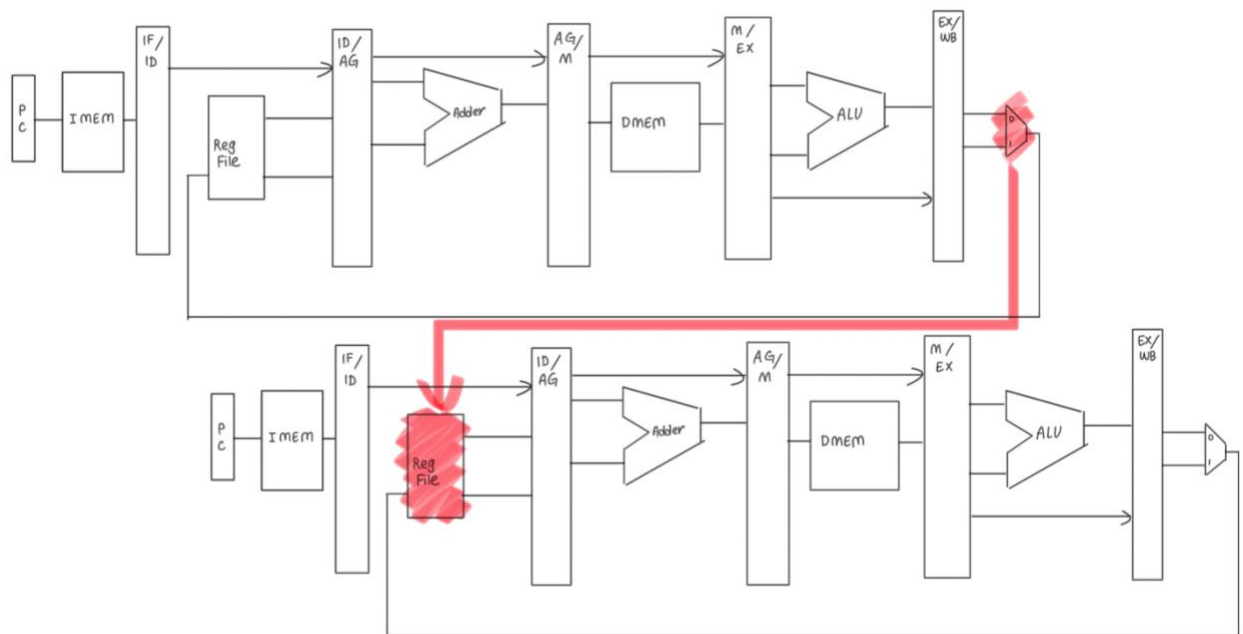 IF/
ID
ID/
AG
AG/
M
M/
EX
EX/
WB
P
C
IMEM
Reg
File
Adder
DMEM
ALU
0
1
IF/
ID
ID/
AG
AG/
M
M/
EX
EX/
WB
P
C
IMEM
Reg
File
Adder
DMEM
ALU
0
1